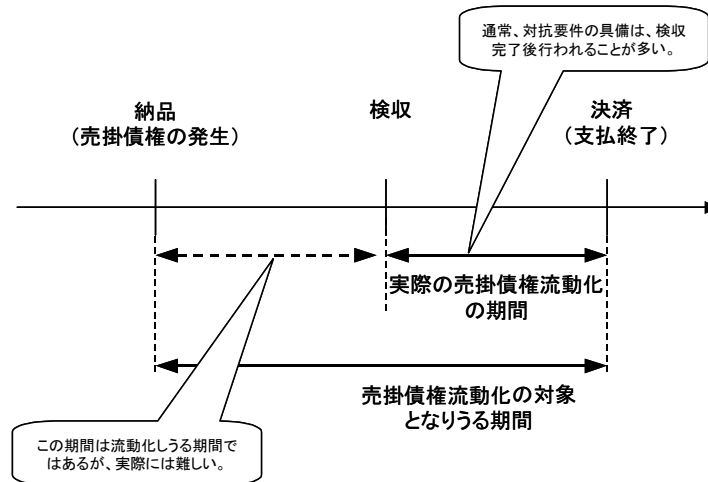 通常、対抗要件の具備は、検収
完了後行われることが多い。
納品
（売掛債権の発生）
検収
決済
（支払終了）
実際の売掛債権流動化
の期間
売掛債権流動化の対象
となりうる期間
この期間は流動化しうる期間で
はあるが、実際には難しい。